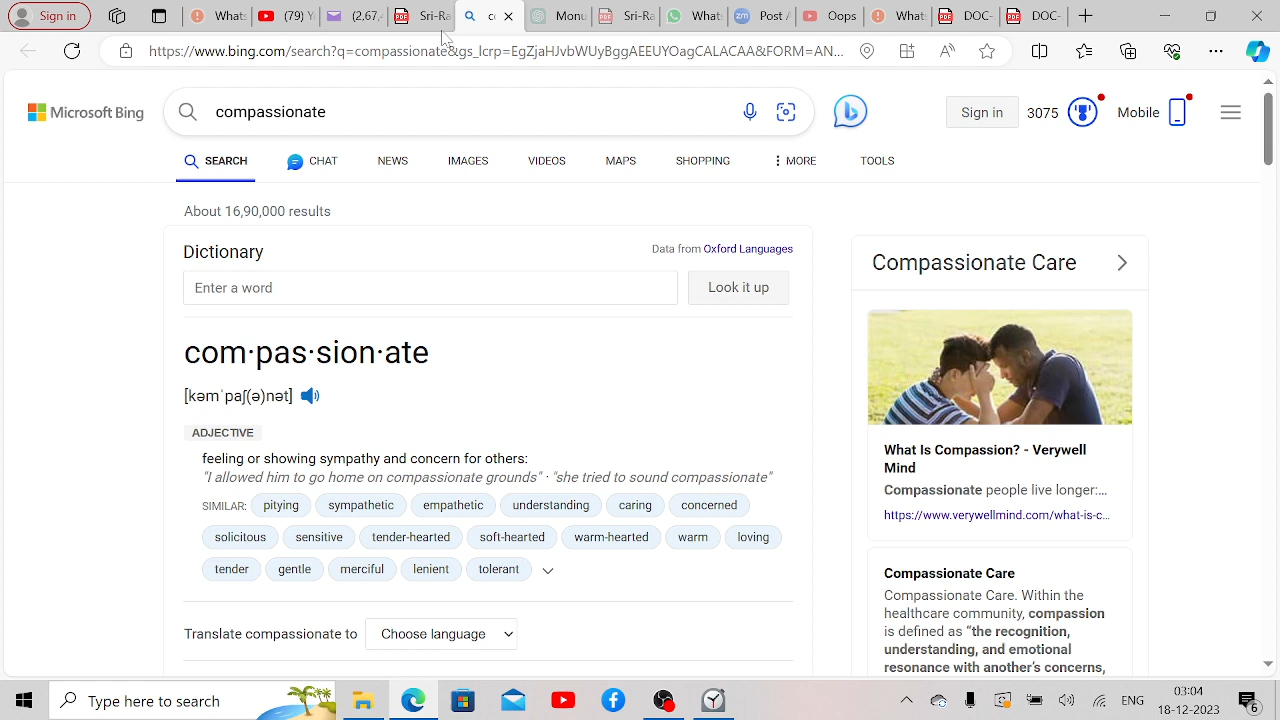 Sign in
What
(79) Y
(2,67
Sri-Ra
co
Monu
Sri-Ra
Wha
Post /
Oops
What
DOC
DOC
https://www.bing.com/search?q=compassionate&gs_lcrp=EgZjaHJvbWUyBggAEEUYOagCALACAA&FORM=AN...
Microsoft Bing
compassionate
Sign in
3075
Mobile
SEARCH
CHAT
NEWS
IMAGES
VIDEOS
MAPS
SHOPPING
MORE
TOOLS
About 16,90,000 results
Dictionary
Data from Oxford Languages
Enter a word
Look it up
com·pas·sion·ate
[kəmˈpaʃ(ə)nət]
ADJECTIVE
feeling or showing sympathy and concern for others:
"I allowed him to go home on compassionate grounds" · "she tried to sound compassionate"
SIMILAR: pitying sympathetic empathetic understanding caring concerned
solicitous sensitive tender-hearted soft-hearted warm-hearted warm loving
tender gentle merciful lenient tolerant
Translate compassionate to Choose language
Compassionate Care
What Is Compassion? - Verywell
Mind
Compassionate people live longer:...
https://www.verywellmind.com/what-is-c...
Compassionate Care
Compassionate Care. Within the
healthcare community, compassion
is defined as “the recognition,
understanding, and emotional
resonance with another’s concerns,
Type here to search
ENG
03:04
18-12-2023
6